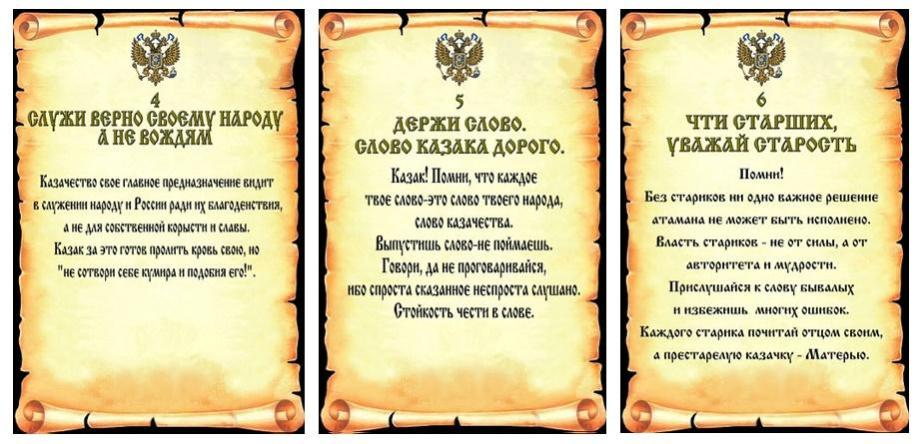 4
СЛУЖИ ВЕРНО СВОЕМУ НАРОДУ
А НЕ ВОЖДЯМ
Казачество свое главное предназначение видит
в служении народу и России ради их благоденствия,
а не для собственной корысти и славы.
Казак за это готов пролить кровь свою, но
"не сотвори себе кумира и подобия его!".
5
ДЕРЖИ СЛОВО.
СЛОВО КАЗАКА ДОРОГО.
Казак! Помни, что каждое
твое слово-это слово твоего народа,
слово казачества.
Выпустишь слово-не поймаешь.
Говори, да не проговаривайся,
ибо спроста сказанное неспроста слушано.
Стойкость чести в слове.
6
ЧТИ СТАРШИХ,
УВАЖАЙ СТАРОСТЬ
Помни!
Без стариков ни одно важное решение
атамана не может быть исполнено.
Власть стариков - не от силы, а от
авторитета и мудрости.
Прислушайся к слову бывалых
и избежишь многих ошибок.
Каждого старика почитай отцом своим,
а престарелую казачку - Матерью.